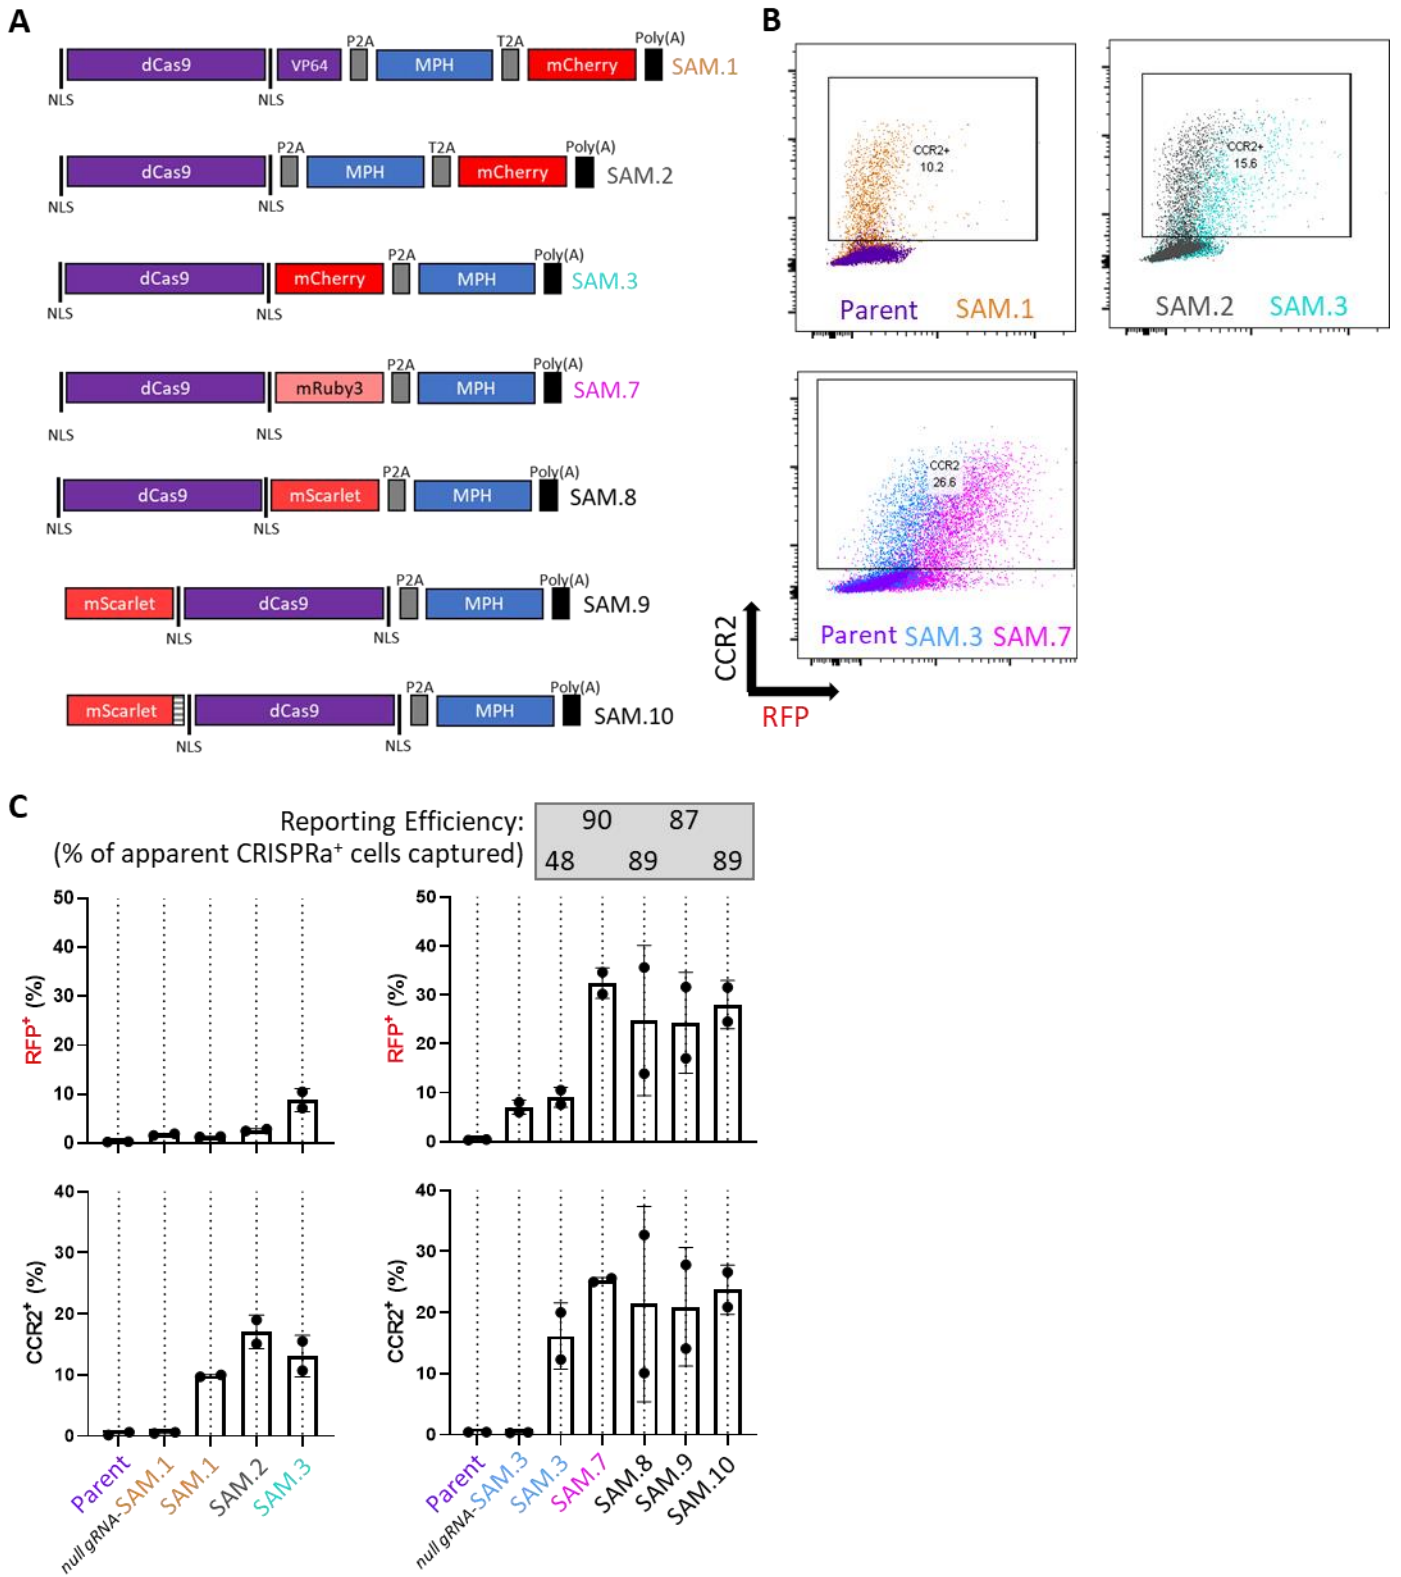 A
P2A T2A Poly(A)
dCas9 VP64 MPH mCherry SAM.1
NLS NLS
P2A T2A Poly(A)
dCas9 MPH mCherry SAM.2
NLS NLS
P2A Poly(A)
dCas9 mCherry MPH SAM.3
NLS NLS
P2A Poly(A)
dCas9 mRuby3 MPH SAM.7
NLS NLS
P2A Poly(A)
dCas9 mScarlet MPH SAM.8
NLS NLS
P2A Poly(A)
mScarlet dCas9 MPH SAM.9
NLS NLS
P2A Poly(A)
mScarlet dCas9 MPH SAM.10
NLS NLS
B
CCR2+
10.2
Parent SAM.1
CCR2+
15.6
SAM.2 SAM.3
CCR2
26.6
Parent SAM.3 SAM.7
CCR2
RFP
C
Reporting Efficiency:
(% of apparent CRISPRa⁺ cells captured)
90 87
48 89 89
RFP⁺ (%)
50
40
30
20
10
0
RFP⁺ (%)
50
40
30
20
10
0
CCR2⁺ (%)
40
30
20
10
0
Parent
null gRNA-SAM.1
SAM.1
SAM.2
SAM.3
CCR2⁺ (%)
40
30
20
10
0
Parent
null gRNA-SAM.3
SAM.3
SAM.7
SAM.8
SAM.9
SAM.10